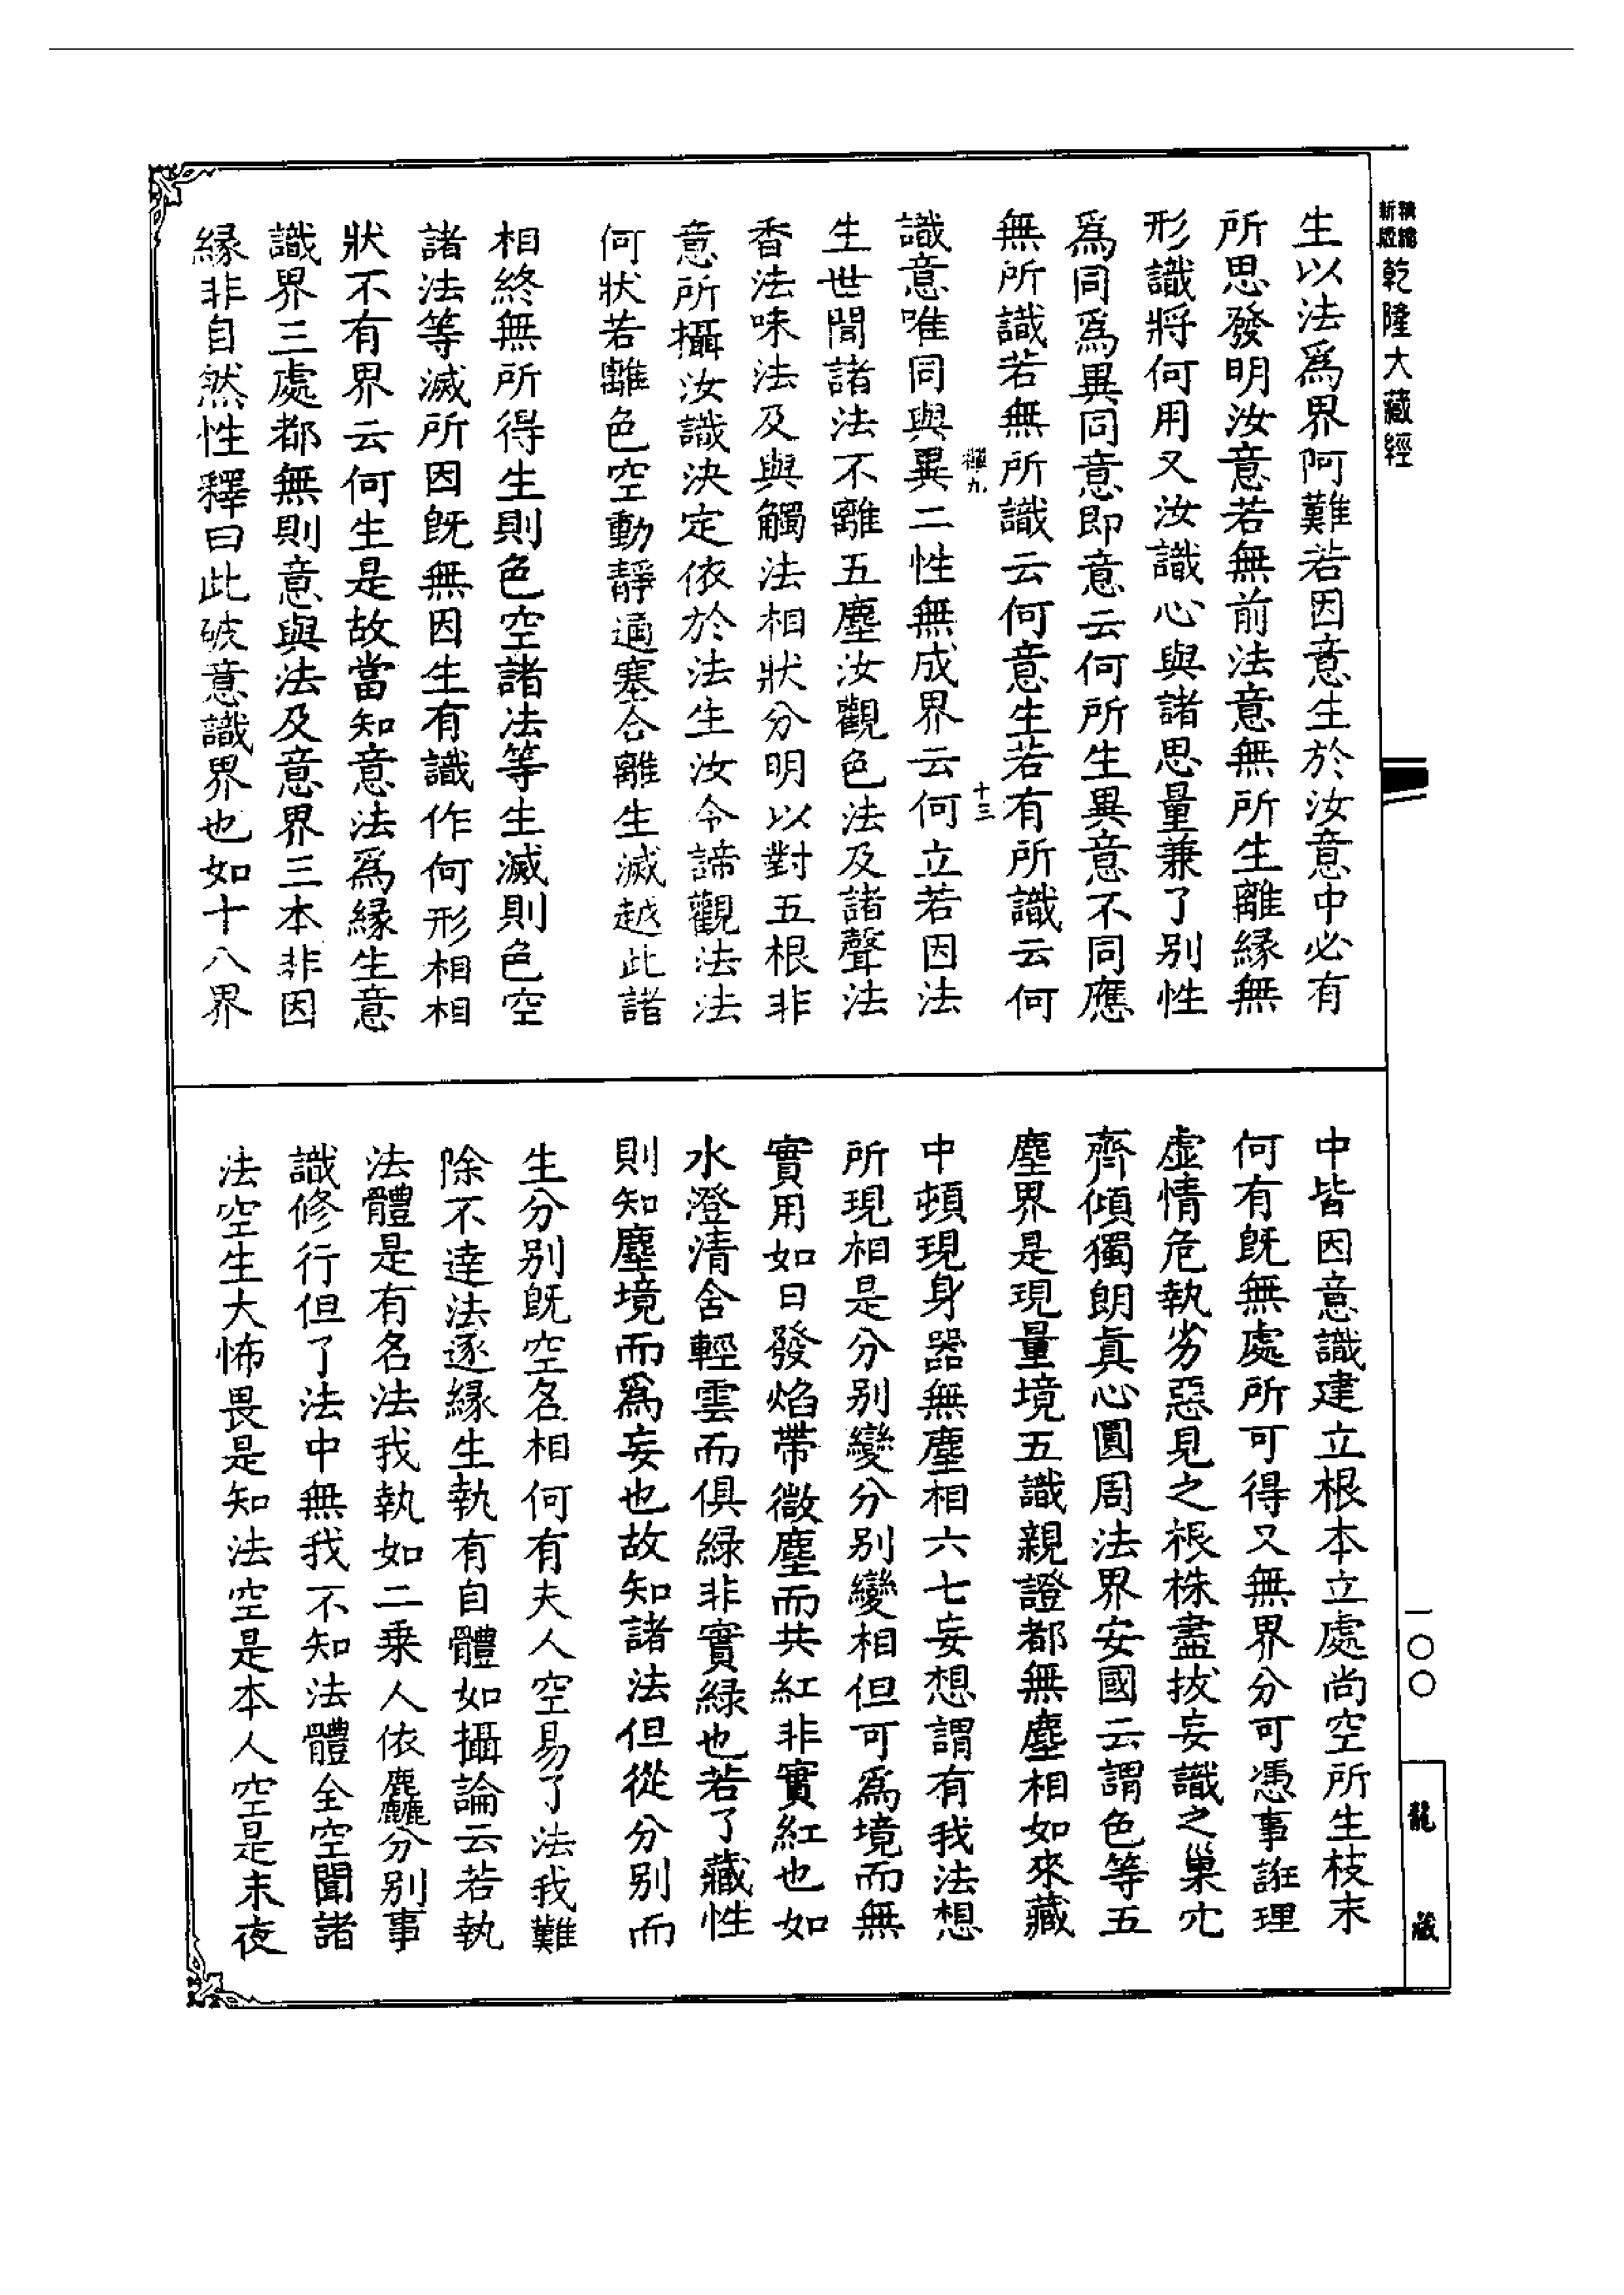 新版精縮乾隆大藏經
生以法爲界阿難若因意生於汝意中必有
所思發明汝意若無前法意無所生離緣無
形識將何用又汝識心與諸思量兼了別性
爲同爲異同意即意云何所生異意不同應
無所識若無所識云何意生若有所識云何
禪九
十三
識意唯同與異二性無成界云何立若因法
生世間諸法不離五塵汝觀色法及諸聲法
香法味法及與觸法相狀分明以對五根非
意所攝汝識決定依於法生汝今諦觀法法
何狀若離色空動靜通塞合離生滅越此諸
相終無所得生則色空諸法等生滅則色空
諸法等滅所因既無因生有識作何形相相
狀不有界云何生是故當知意法爲緣生意
識界三處都無則意與法及意界三本非因
緣非自然性釋曰此破意識界也如十八界
中皆因意識建立根本立處尚空所生枝末
何有既無處所可得又無界分可憑事誑理
虛情危執劣惡見之根株盡拔妄識之巢穴
齊傾獨朗真心圓周法界安國云謂色等五
塵界是現量境五識親證都無塵相如來藏
中頓現身器無塵相六七妄想謂有我法想
所現相是分別變分別變相但可爲境而無
實用如日發焰帶微塵而共紅非實紅也如
水澄清含輕雲而俱綠非實綠也若了藏性
則知塵境而爲妄也故知諸法但從分別而
生分別既空名相何有夫人空易了法我難
除不達法逐緣生執有自體如攝論云若執
法體是有名法我執如二乘人依麤分別事
識修行但了法中無我不知法體全空聞諸
法空生大怖畏是知法空是本人空是末夜
一〇〇
龍藏